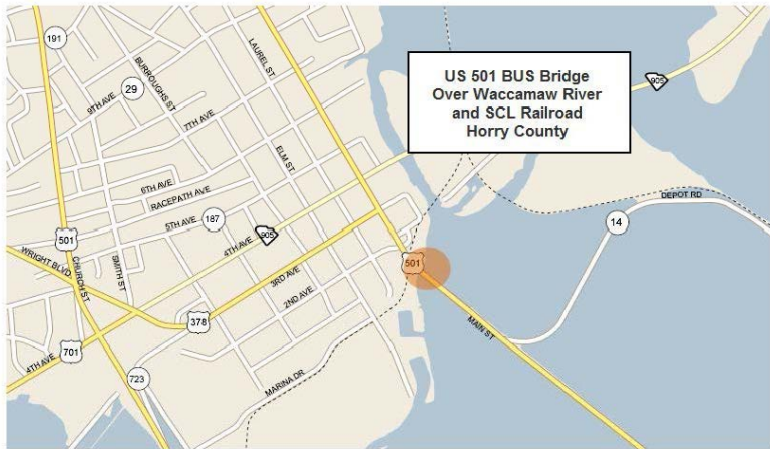 US 501 BUS Bridge
Over Waccamaw River
and SCL Railroad
Horry County
191
LAUREL ST
BURROUGHS ST
905
29
9TH AVE
7TH AVE
ELM ST
6TH AVE
RACEPATH AVE
DEPOT RD
187
5TH AVE
14
501
905
4TH AVE
WRIGHT BLVD
CHURCH ST
SMITH ST
501
3RD AVE
2ND AVE
378
MAIN ST
701
4TH AVE
723
MARINA DR